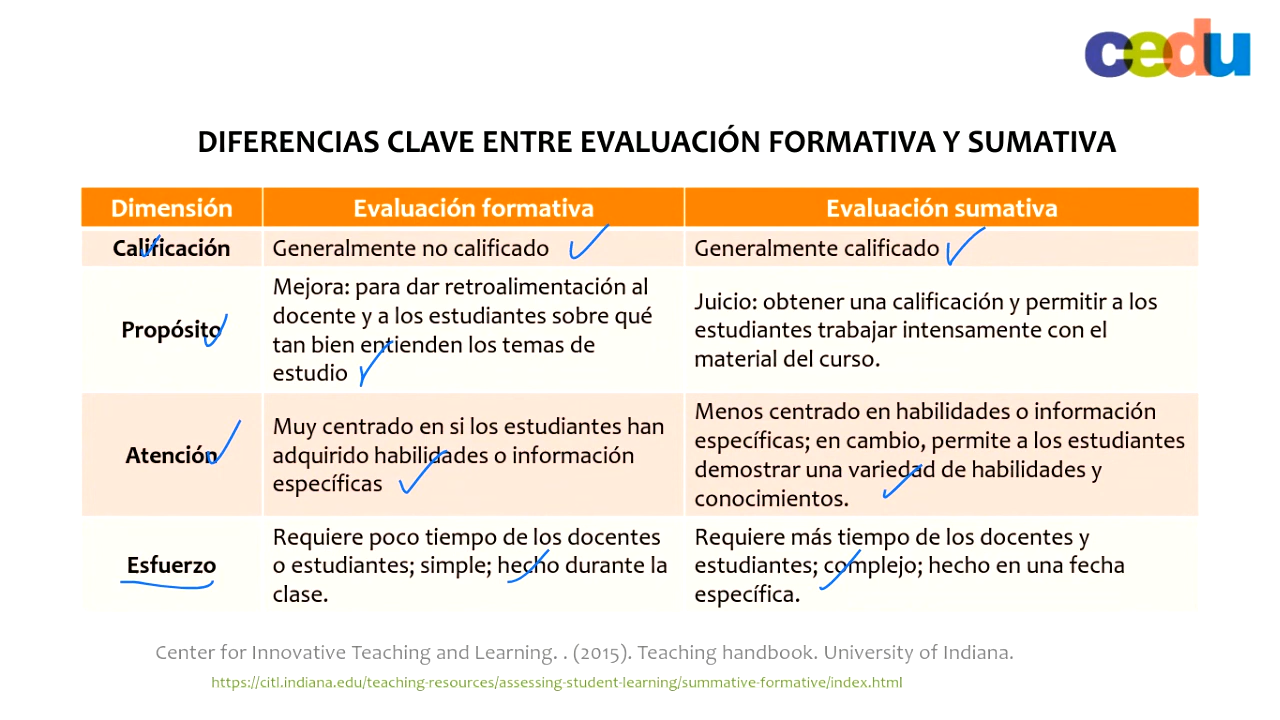 cedu
DIFERENCIAS CLAVE ENTRE EVALUACIÓN FORMATIVA Y SUMATIVA
Dimensión
Evaluación formativa
Evaluación sumativa
Calificación
Generalmente no calificado
Generalmente calificado
Propósito
Mejora: para dar retroalimentación al
docente y a los estudiantes sobre qué
tan bien entienden los temas de
estudio
Juicio: obtener una calificación y permitir a los
estudiantes trabajar intensamente con el
material del curso.
Atención
Muy centrado en si los estudiantes han
adquirido habilidades o información
específicas
Menos centrado en habilidades o información
específicas; en cambio, permite a los estudiantes
demostrar una variedad de habilidades y
conocimientos.
Esfuerzo
Requiere poco tiempo de los docentes
o estudiantes; simple; hecho durante la
clase.
Requiere más tiempo de los docentes y
estudiantes; complejo; hecho en una fecha
específica.
Center for Innovative Teaching and Learning. . (2015). Teaching handbook. University of Indiana.
https://citl.indiana.edu/teaching-resources/assessing-student-learning/summative-formative/index.html